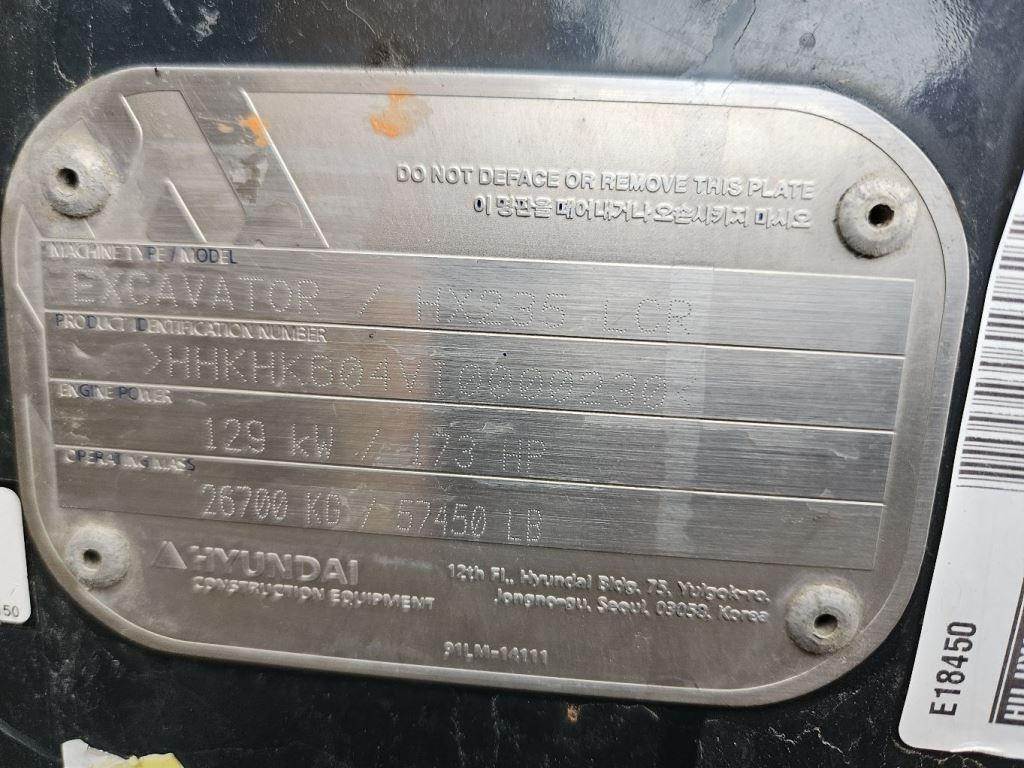 DO NOT DEFACE OR REMOVE THIS PLATE
이 명판을 떼어내거나 오손시키지 마시오
MACHINE TYPE / MODEL
EXCAVATOR / HX235 LCR
PRODUCT IDENTIFICATION NUMBER
>HHKHK604VL0000230<
ENGINE POWER
129 kW / 173 HP
OPERATING MASS
26700 KG / 57450 LB
HYUNDAI
CONSTRUCTION EQUIPMENT
12th Fl., Hyundai Bldg. 75, Yulgok-ro,
Jongno-gu, Seoul, 03058, Korea
91LM-14111
E18450